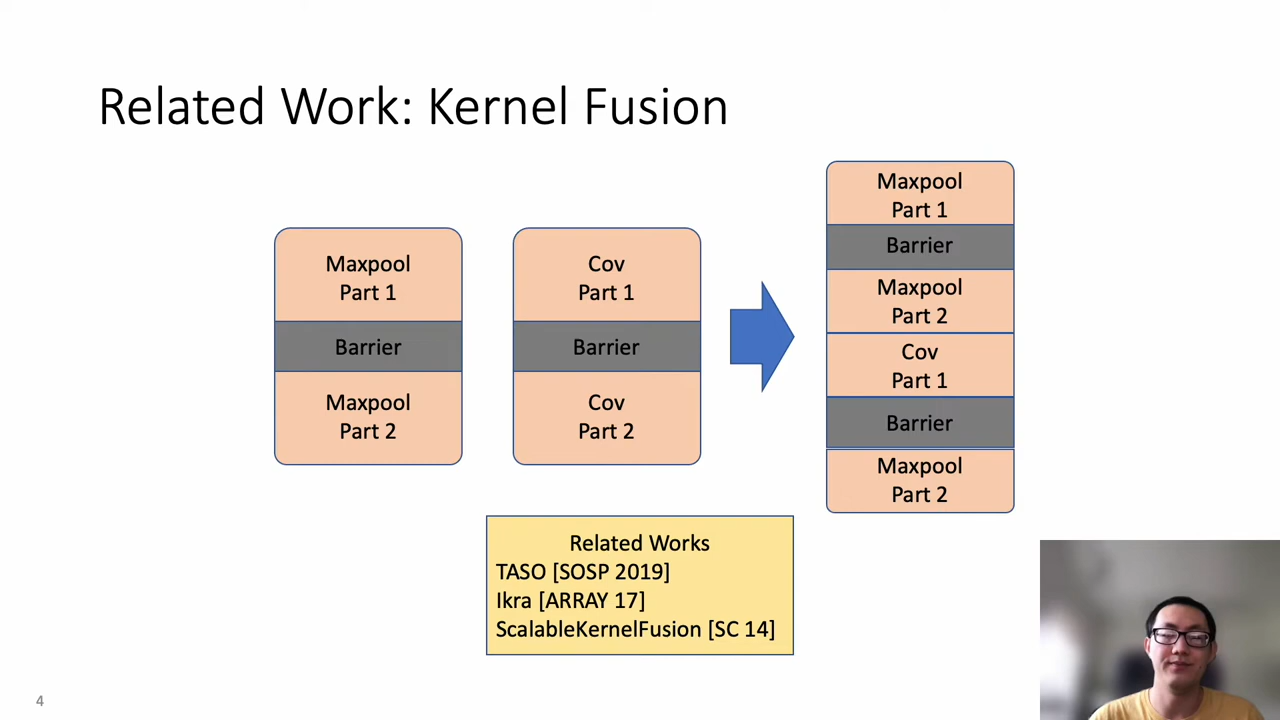 Related Work: Kernel Fusion
Maxpool
Part 1
Barrier
Maxpool
Part 2
Cov
Part 1
Barrier
Cov
Part 2
Maxpool
Part 1
Barrier
Maxpool
Part 2
Cov
Part 1
Barrier
Maxpool
Part 2
Related Works
TASO [SOSP 2019]
Ikra [ARRAY 17]
ScalableKernelFusion [SC 14]
4